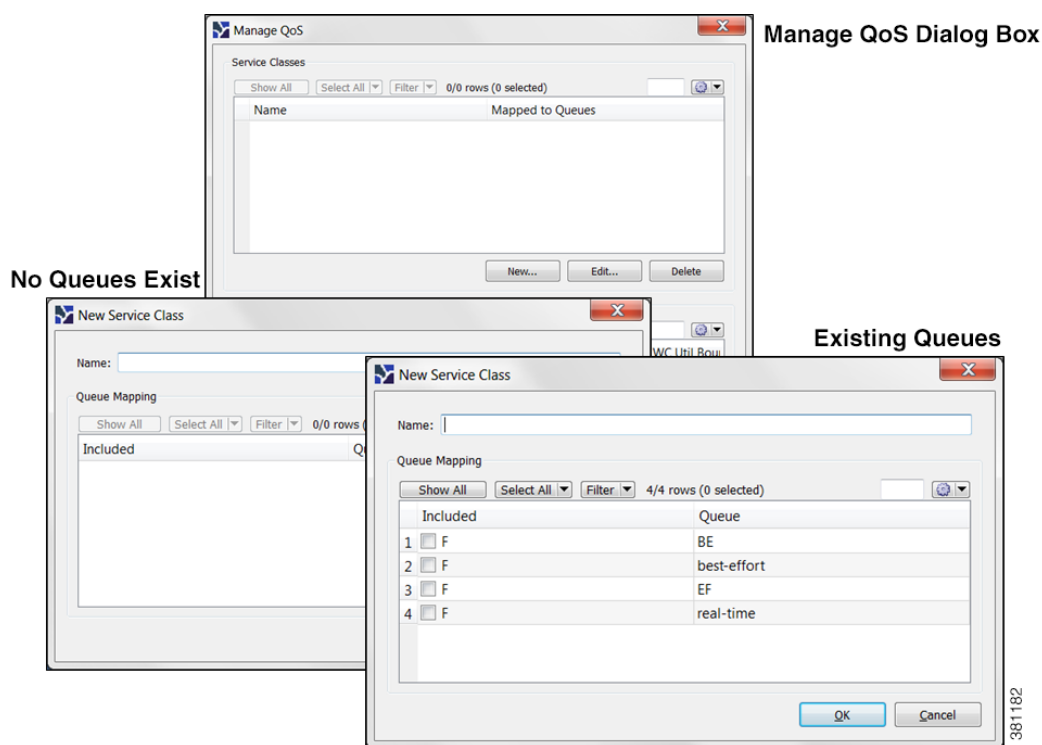 Manage QoS
X
Manage QoS Dialog Box
Service Classes
Show All Select All Filter 0/0 rows (0 selected)
Name Mapped to Queues
New... Edit... Delete
No Queues Exist
New Service Class
X
WC Util Bou
Name:
Queue Mapping
Show All Select All Filter 0/0 rows (
Included Q
Existing Queues
New Service Class
X
Name:
Queue Mapping
Show All Select All Filter 4/4 rows (0 selected)
Included Queue
1 F BE
2 F best-effort
3 F EF
4 F real-time
OK Cancel
381182